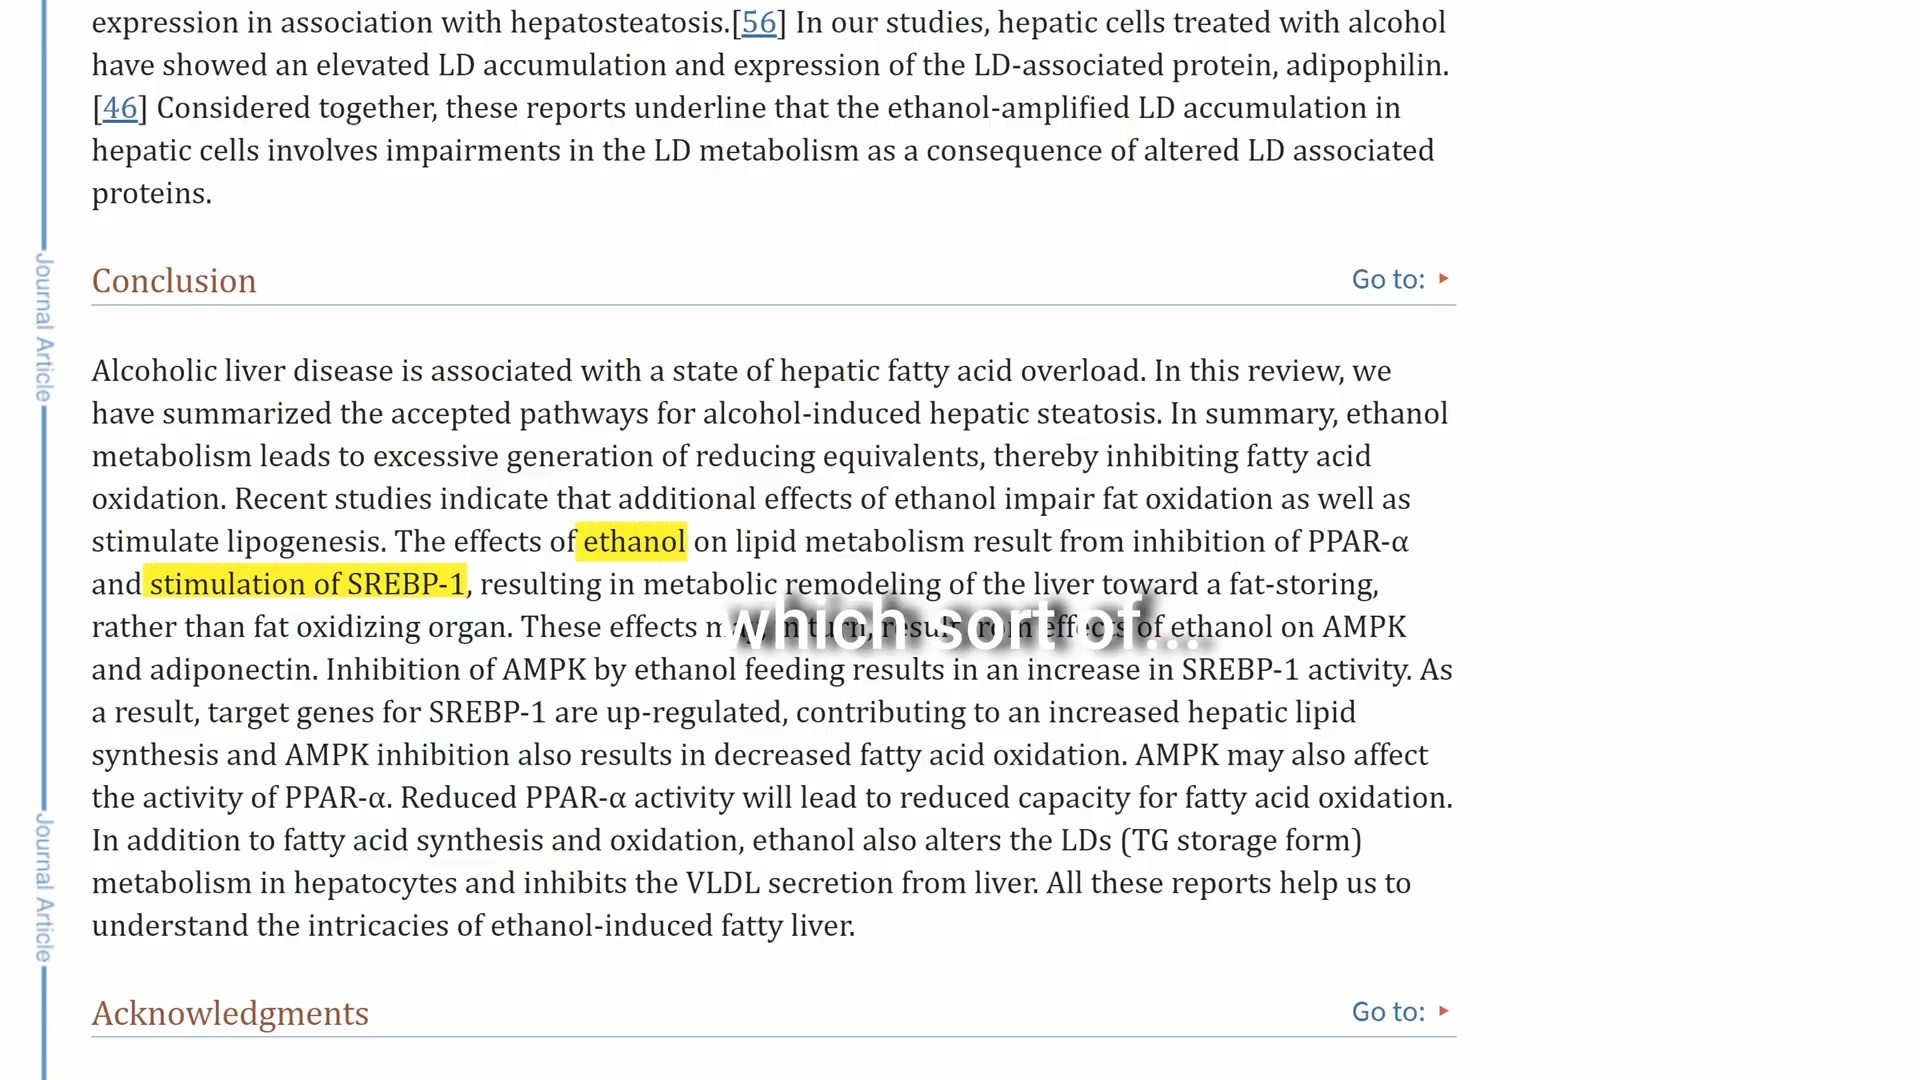 expression in association with hepatosteatosis.[56] In our studies, hepatic cells treated with alcohol
have showed an elevated LD accumulation and expression of the LD-associated protein, adipophilin.
[46] Considered together, these reports underline that the ethanol-amplified LD accumulation in
hepatic cells involves impairments in the LD metabolism as a consequence of altered LD associated
proteins.
Journal Article
Conclusion
Go to:
Alcoholic liver disease is associated with a state of hepatic fatty acid overload. In this review, we
have summarized the accepted pathways for alcohol-induced hepatic steatosis. In summary, ethanol
metabolism leads to excessive generation of reducing equivalents, thereby inhibiting fatty acid
oxidation. Recent studies indicate that additional effects of ethanol impair fat oxidation as well as
stimulate lipogenesis. The effects of ethanol on lipid metabolism result from inhibition of PPAR-α
and stimulation of SREBP-1, resulting in metabolic remodeling of the liver toward a fat-storing,
rather than fat oxidizing organ. These effects may, in turn, result from effects of ethanol on AMPK
which sort of...
and adiponectin. Inhibition of AMPK by ethanol feeding results in an increase in SREBP-1 activity. As
a result, target genes for SREBP-1 are up-regulated, contributing to an increased hepatic lipid
synthesis and AMPK inhibition also results in decreased fatty acid oxidation. AMPK may also affect
the activity of PPAR-α. Reduced PPAR-α activity will lead to reduced capacity for fatty acid oxidation.
In addition to fatty acid synthesis and oxidation, ethanol also alters the LDs (TG storage form)
metabolism in hepatocytes and inhibits the VLDL secretion from liver. All these reports help us to
understand the intricacies of ethanol-induced fatty liver.
Journal Article
Acknowledgments
Go to: